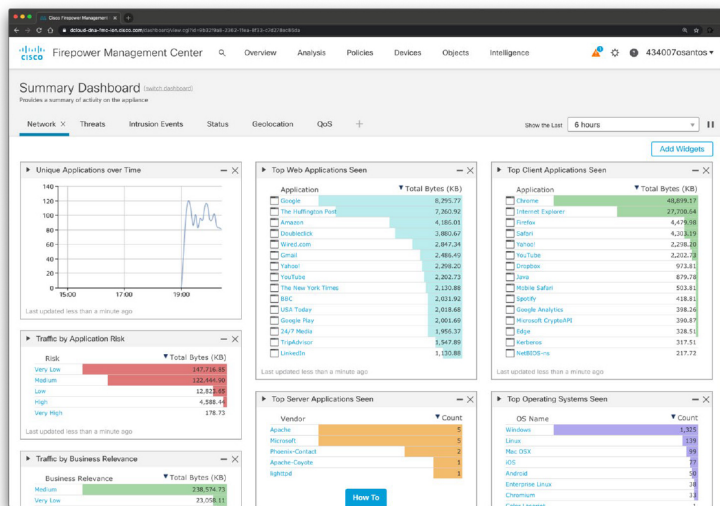 Cisco Firepower Management
CISCO Firepower Management Center Overview Analysis Policies Devices Objects Intelligence 434007osantos
Summary Dashboard (switch dashboard)
Provides a summary of activity on the appliance
Network × Threats Intrusion Events Status Geolocation QoS +
Show the Last 6 hours
Add Widgets
Unique Applications over Time
140
120
100
80
60
40
20
0
15:00 17:00 19:00
Last updated less than a minute ago
Traffic by Application Risk
Risk Total Bytes (KB)
Very Low 147,716.65
Medium 132,444.90
Low 12,823.65
High 4,588.44
Very High 178.73
Last updated less than a minute ago
Traffic by Business Relevance
Business Relevance Total Bytes (KB)
Medium 238,574.73
Very Low 23,058.11
Top Web Applications Seen
Application Total Bytes (KB)
Google 8,295.77
The Huffington Post 7,260.92
Amazon 4,186.01
Doubleclick 3,880.67
Wired.com 2,847.34
Gmail 2,486.49
Yahoo! 2,298.20
YouTube 2,202.73
The New York Times 2,130.88
BBC 2,031.92
USA Today 2,018.68
Google Play 2,001.69
24/7 Media 1,956.37
TripAdvisor 1,547.89
LinkedIn 1,130.88
Last updated less than a minute ago
Top Server Applications Seen
Vendor Count
Apache 5
Microsoft 5
Phoenix-Contact 2
Apache-Coyote 1
lighttpd 1
How To
Top Client Applications Seen
Application Total Bytes (KB)
Chrome 48,899.17
Internet Explorer 27,708.64
Firefox 4,479.98
Safari 4,303.19
Yahoo! 2,298.20
YouTube 2,202.73
Dropbox 973.81
Java 879.78
Mobile Safari 503.81
Spotify 418.81
Google Analytics 398.26
Microsoft CryptoAPI 390.87
Edge 328.51
Kerberos 317.51
NetBIOS-ns 217.72
Last updated less than a minute ago
Top Operating Systems Seen
OS Name Count
Windows 1,325
Linux 139
Mac OSX 99
iOS 77
Android 50
Enterprise Linux 38
Chromium 33